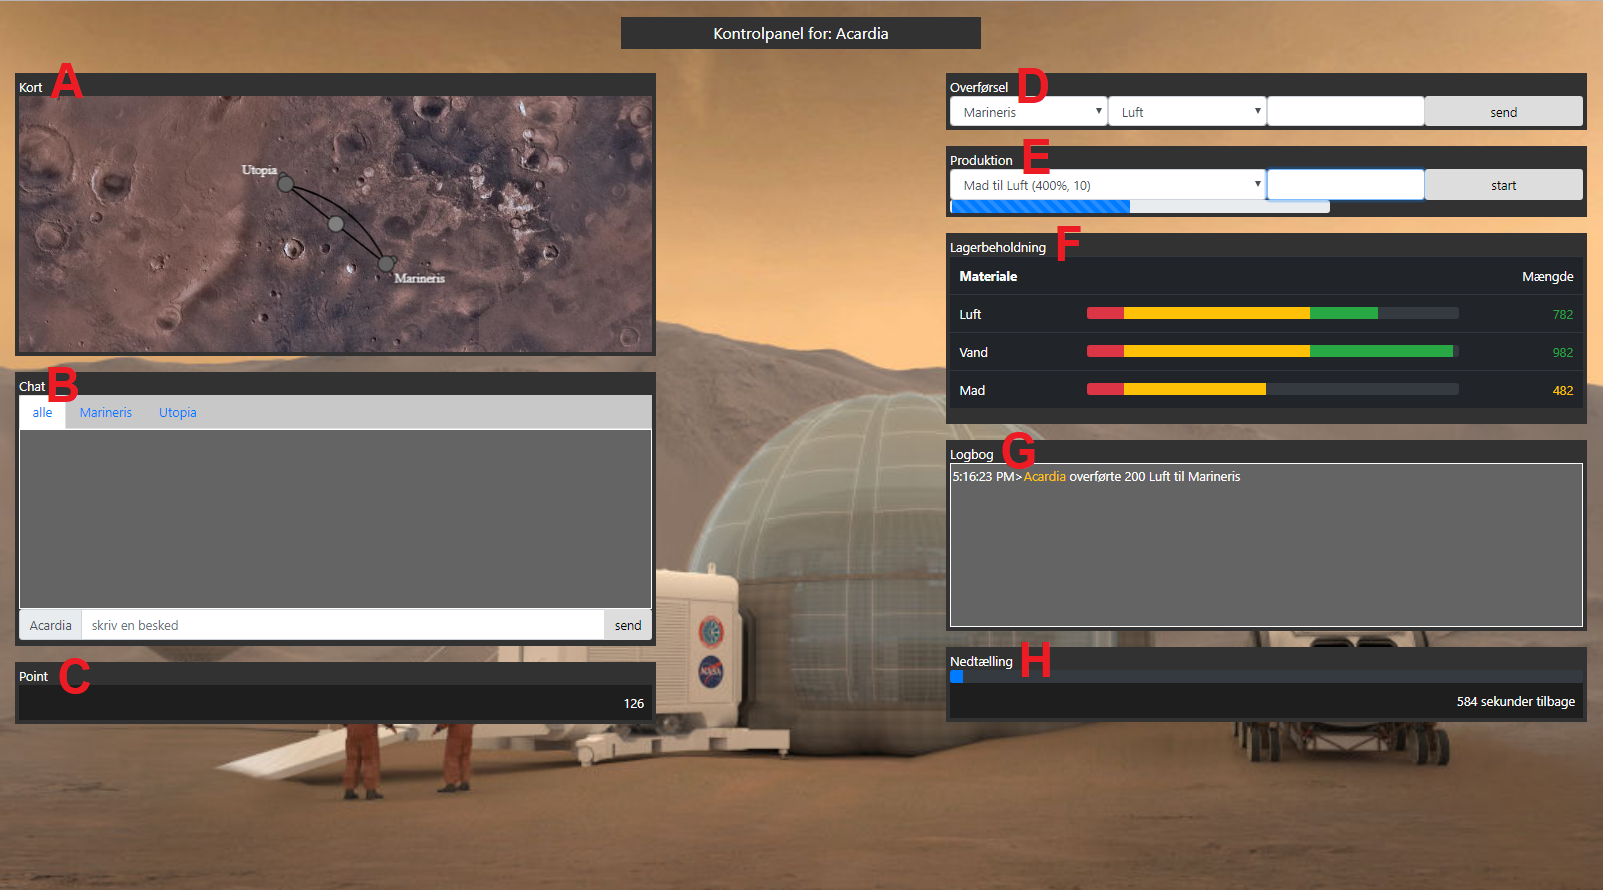 Kontrolpanel for: Acardia
Kort A
Utopia
Marineris
Chat B
alle Marineris Utopia
Acardia skriv en besked send
Point C
126
Overførsel D
Marineris Luft send
Produktion E
Mad til Luft (400%, 10) start
Lagerbeholdning F
Materiale Mængde
Luft 782
Vand 982
Mad 482
Logbog G
5:16:23 PM>Acardia overførte 200 Luft til Marineris
Nedtælling H
584 sekunder tilbage
NASA